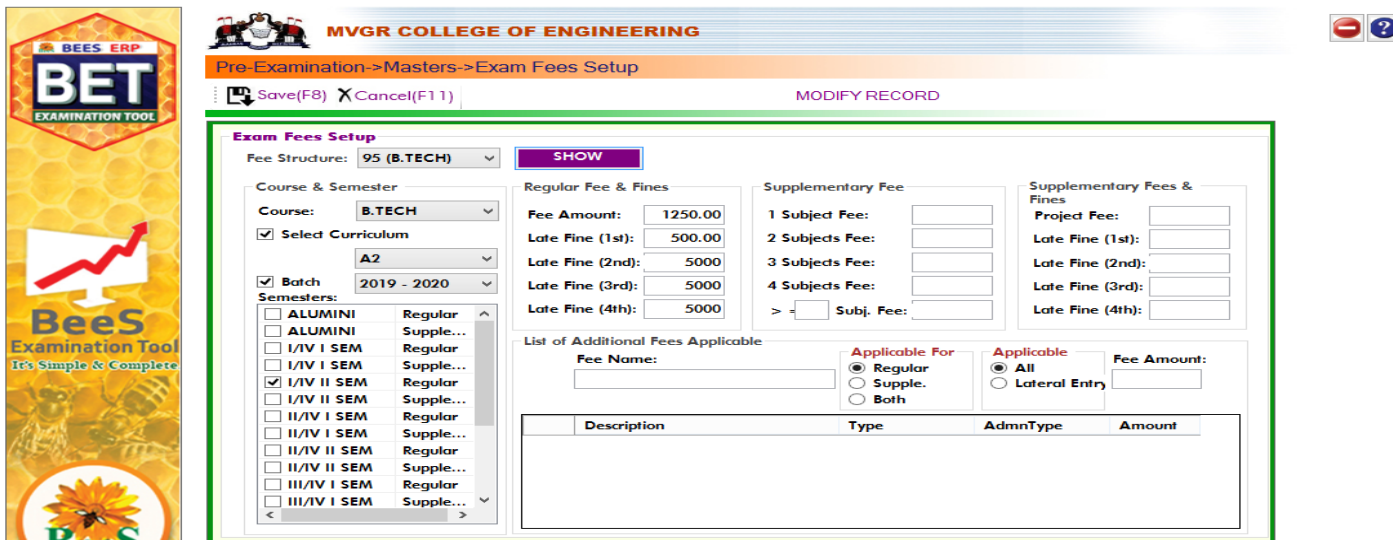 BEES ERP
BET
EXAMINATION TOOL
BeeS
Examination Tool
It's Simple & Complete
MVGR COLLEGE OF ENGINEERING
Pre-Examination->Masters->Exam Fees Setup
Save(F8) Cancel(F11) MODIFY RECORD
Exam Fees Setup
Fee Structure: 95 (B.TECH) SHOW
Course & Semester
Course: B.TECH
Select Curriculum
A2
Batch 2019 - 2020
Semesters:
ALUMINI Regular
ALUMINI Supple...
I/IV I SEM Regular
I/IV I SEM Supple...
I/IV II SEM Regular
I/IV II SEM Supple...
II/IV I SEM Regular
II/IV I SEM Supple...
II/IV II SEM Regular
II/IV II SEM Supple...
III/IV I SEM Regular
III/IV I SEM Supple...
Regular Fee & Fines
Fee Amount: 1250.00
Late Fine (1st): 500.00
Late Fine (2nd): 5000
Late Fine (3rd): 5000
Late Fine (4th): 5000
Supplementary Fee
1 Subject Fee:
2 Subjects Fee:
3 Subjects Fee:
4 Subjects Fee:
> = Subj. Fee:
Supplementary Fees &
Fines
Project Fee:
Late Fine (1st):
Late Fine (2nd):
Late Fine (3rd):
Late Fine (4th):
List of Additional Fees Applicable
Fee Name:
Applicable For
Regular
Supple.
Both
Applicable
All
Lateral Entry
Fee Amount:
Description Type AdmnType Amount